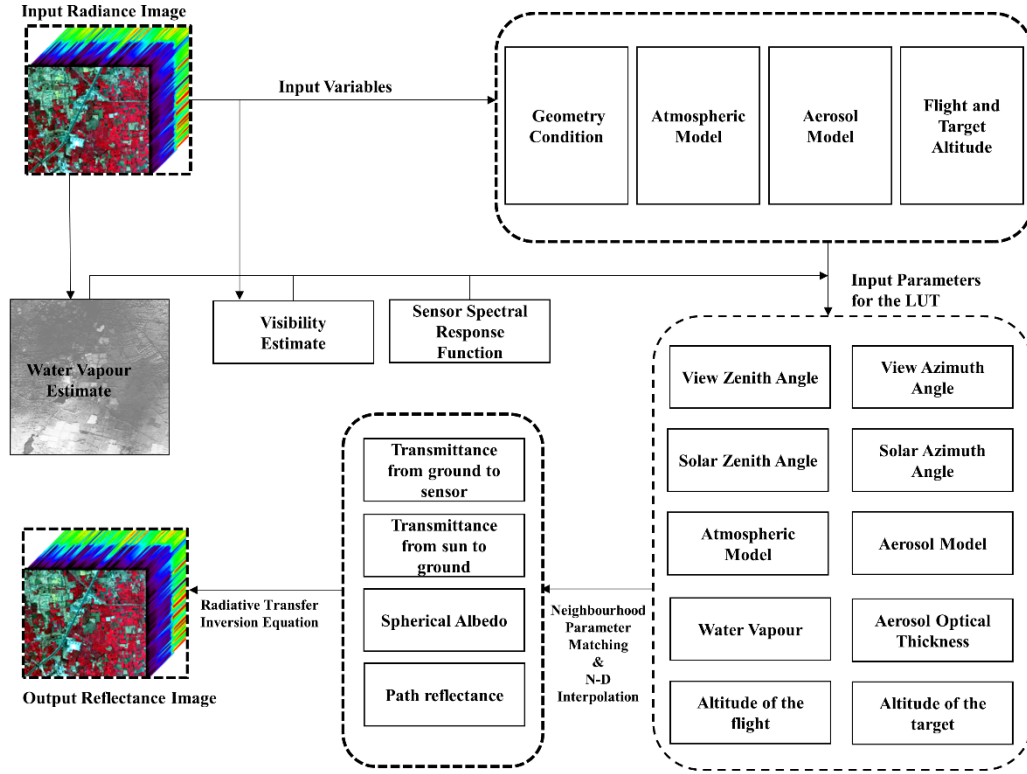 Input Radiance Image
Input Variables
Geometry
Condition
Atmospheric
Model
Aerosol
Model
Flight and
Target
Altitude
Input Parameters
for the LUT
Water Vapour
Estimate
Visibility
Estimate
Sensor Spectral
Response
Function
View Zenith Angle
View Azimuth
Angle
Solar Zenith Angle
Solar Azimuth
Angle
Atmospheric
Model
Aerosol Model
Water Vapour
Aerosol Optical
Thickness
Altitude of the
flight
Altitude of the
target
Neighbourhood
Parameter
Matching
&
N-D
Interpolation
Transmittance
from ground to
sensor
Transmittance
from sun to
ground
Spherical Albedo
Path reflectance
Radiative Transfer
Inversion Equation
Output Reflectance Image